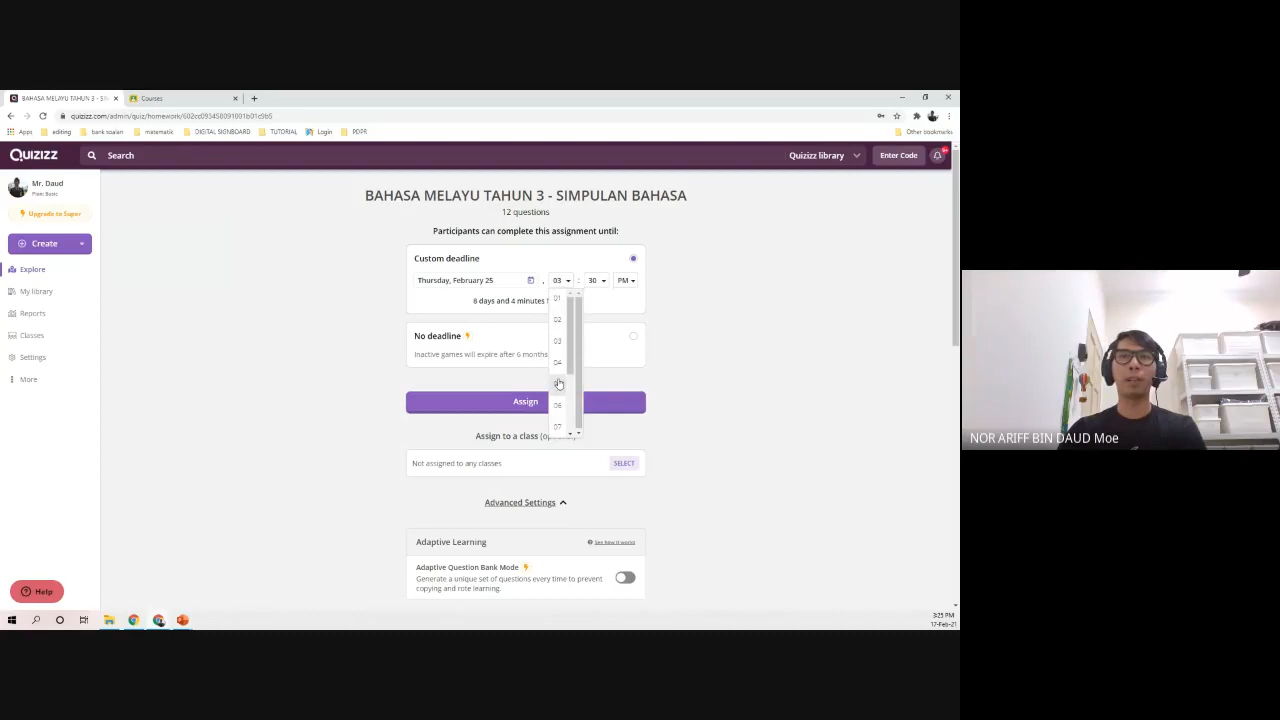 BAHASA MELAYU TAHUN 3 - SIM
Courses
quizizz.com/admin/quiz/homework/602cc093458091001b01c9b5
Apps editing bank soalan matematik DIGITAL SIGNBOARD TUTORIAL Login PDPR Other bookmarks
QUIZIZZ Search Quizizz library Enter Code 9+
Mr. Daud
Plan: Basic
Upgrade to Super
Create
Explore
My library
Reports
Classes
Settings
More
Help
BAHASA MELAYU TAHUN 3 - SIMPULAN BAHASA
12 questions
Participants can complete this assignment until:
Custom deadline
Thursday, February 25 , 03 : 30 PM
8 days and 4 minutes
01
02
03
04
06
07
No deadline
Inactive games will expire after 6 months
Assign
Assign to a class
Not assigned to any classes SELECT
Advanced Settings
Adaptive Learning See how it works
Adaptive Question Bank Mode
Generate a unique set of questions every time to prevent
copying and rote learning.
3:25 PM
17-Feb-21
NOR ARIFF BIN DAUD Moe